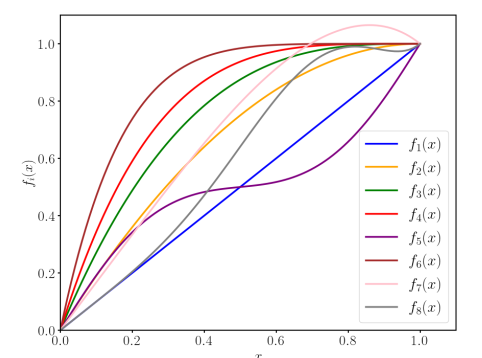 1.0
0.8
0.6
0.4
0.2
0.0
0.0 0.2 0.4 0.6 0.8 1.0
f_i(x)
x
f_1(x)
f_2(x)
f_3(x)
f_4(x)
f_5(x)
f_6(x)
f_7(x)
f_8(x)